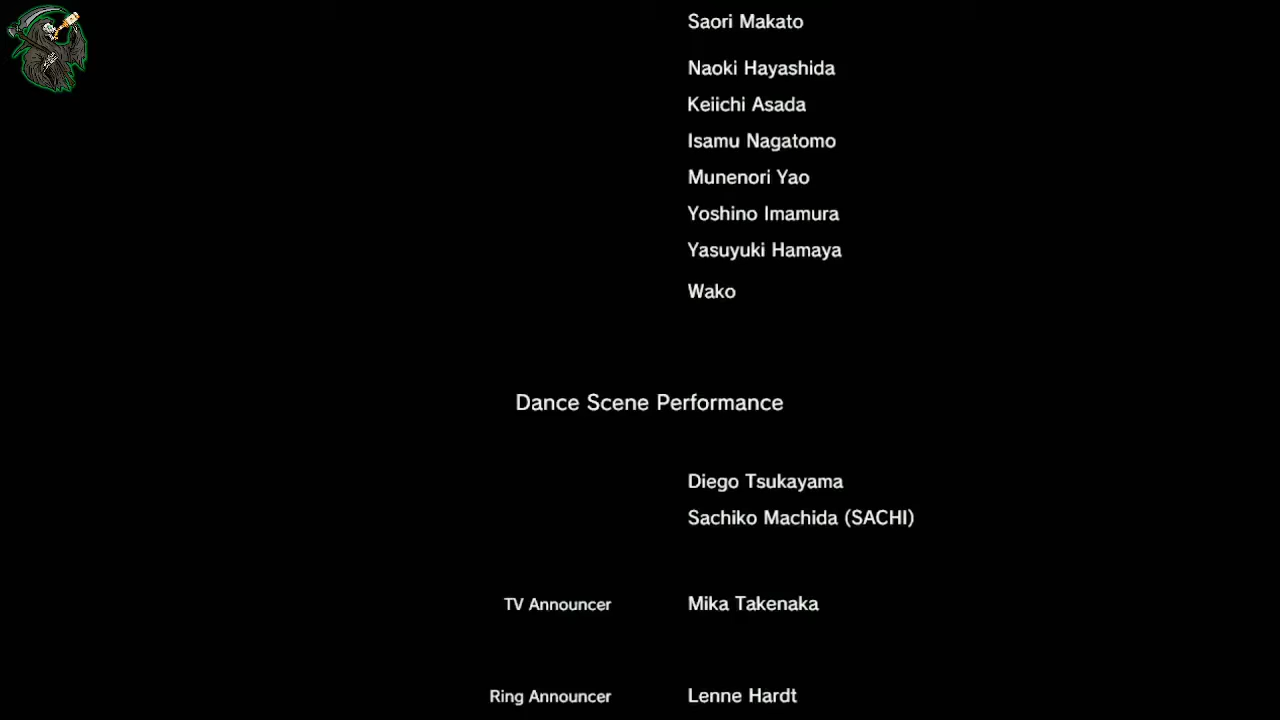 Saori Makato
Naoki Hayashida
Keiichi Asada
Isamu Nagatomo
Munenori Yao
Yoshino Imamura
Yasuyuki Hamaya
Wako
Dance Scene Performance
Diego Tsukayama
Sachiko Machida (SACHI)
TV Announcer Mika Takenaka
Ring Announcer Lenne Hardt